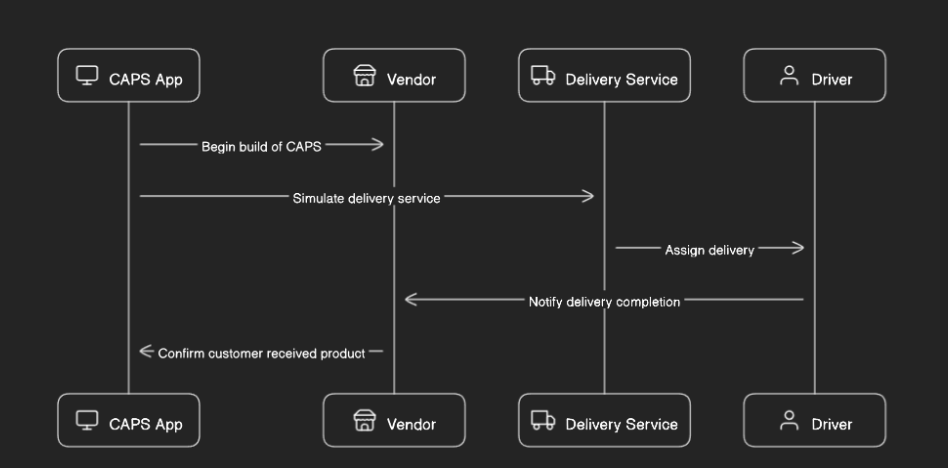 CAPS App
Vendor
Delivery Service
Driver
Begin build of CAPS
Simulate delivery service
Assign delivery
Notify delivery completion
Confirm customer received product
CAPS App
Vendor
Delivery Service
Driver